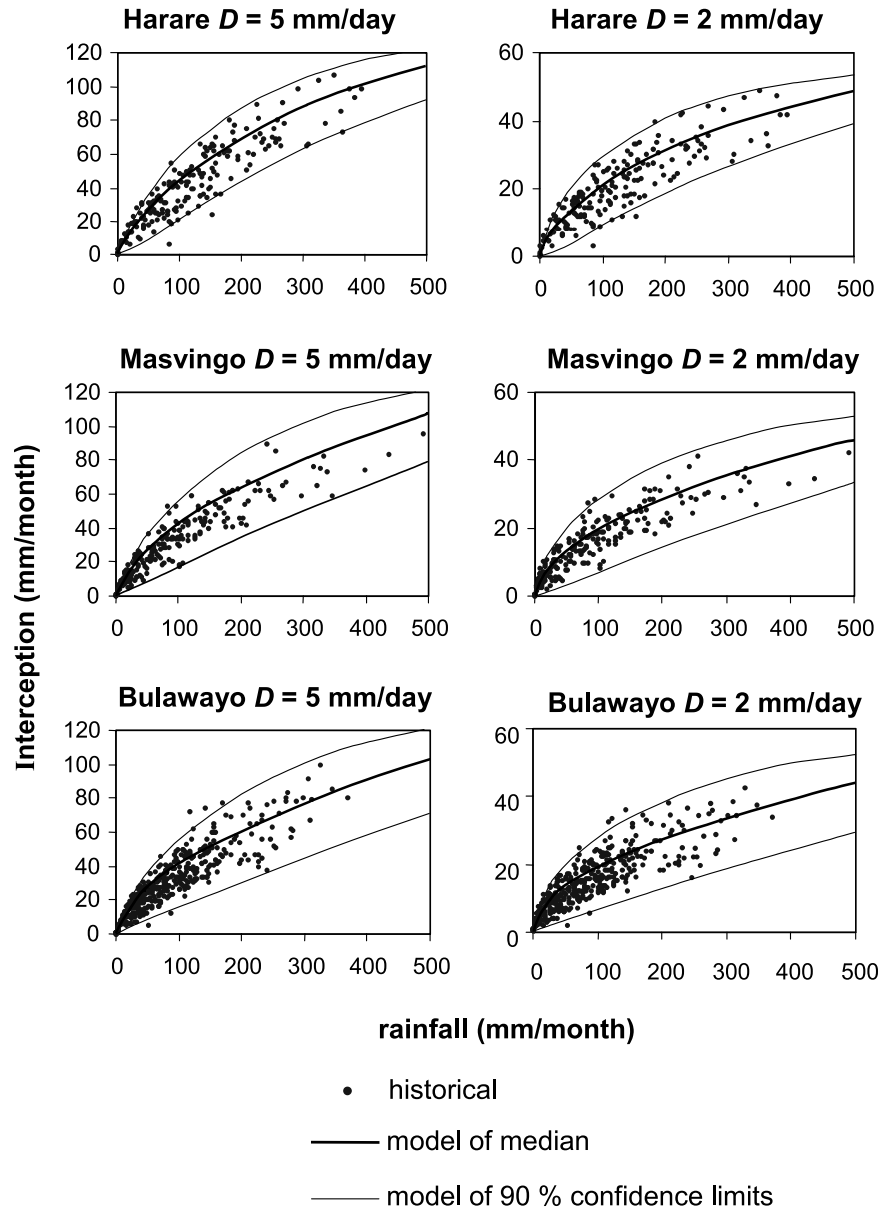 Harare D = 5 mm/day
Harare D = 2 mm/day
120
100
80
60
40
20
0
0 100 200 300 400 500
60
40
20
0
0 100 200 300 400 500
Masvingo D = 5 mm/day
Masvingo D = 2 mm/day
120
100
80
60
40
20
0
0 100 200 300 400 500
60
40
20
0
0 100 200 300 400 500
Interception (mm/month)
Bulawayo D = 5 mm/day
Bulawayo D = 2 mm/day
120
100
80
60
40
20
0
0 100 200 300 400 500
60
40
20
0
0 100 200 300 400 500
rainfall (mm/month)
historical
model of median
model of 90 % confidence limits